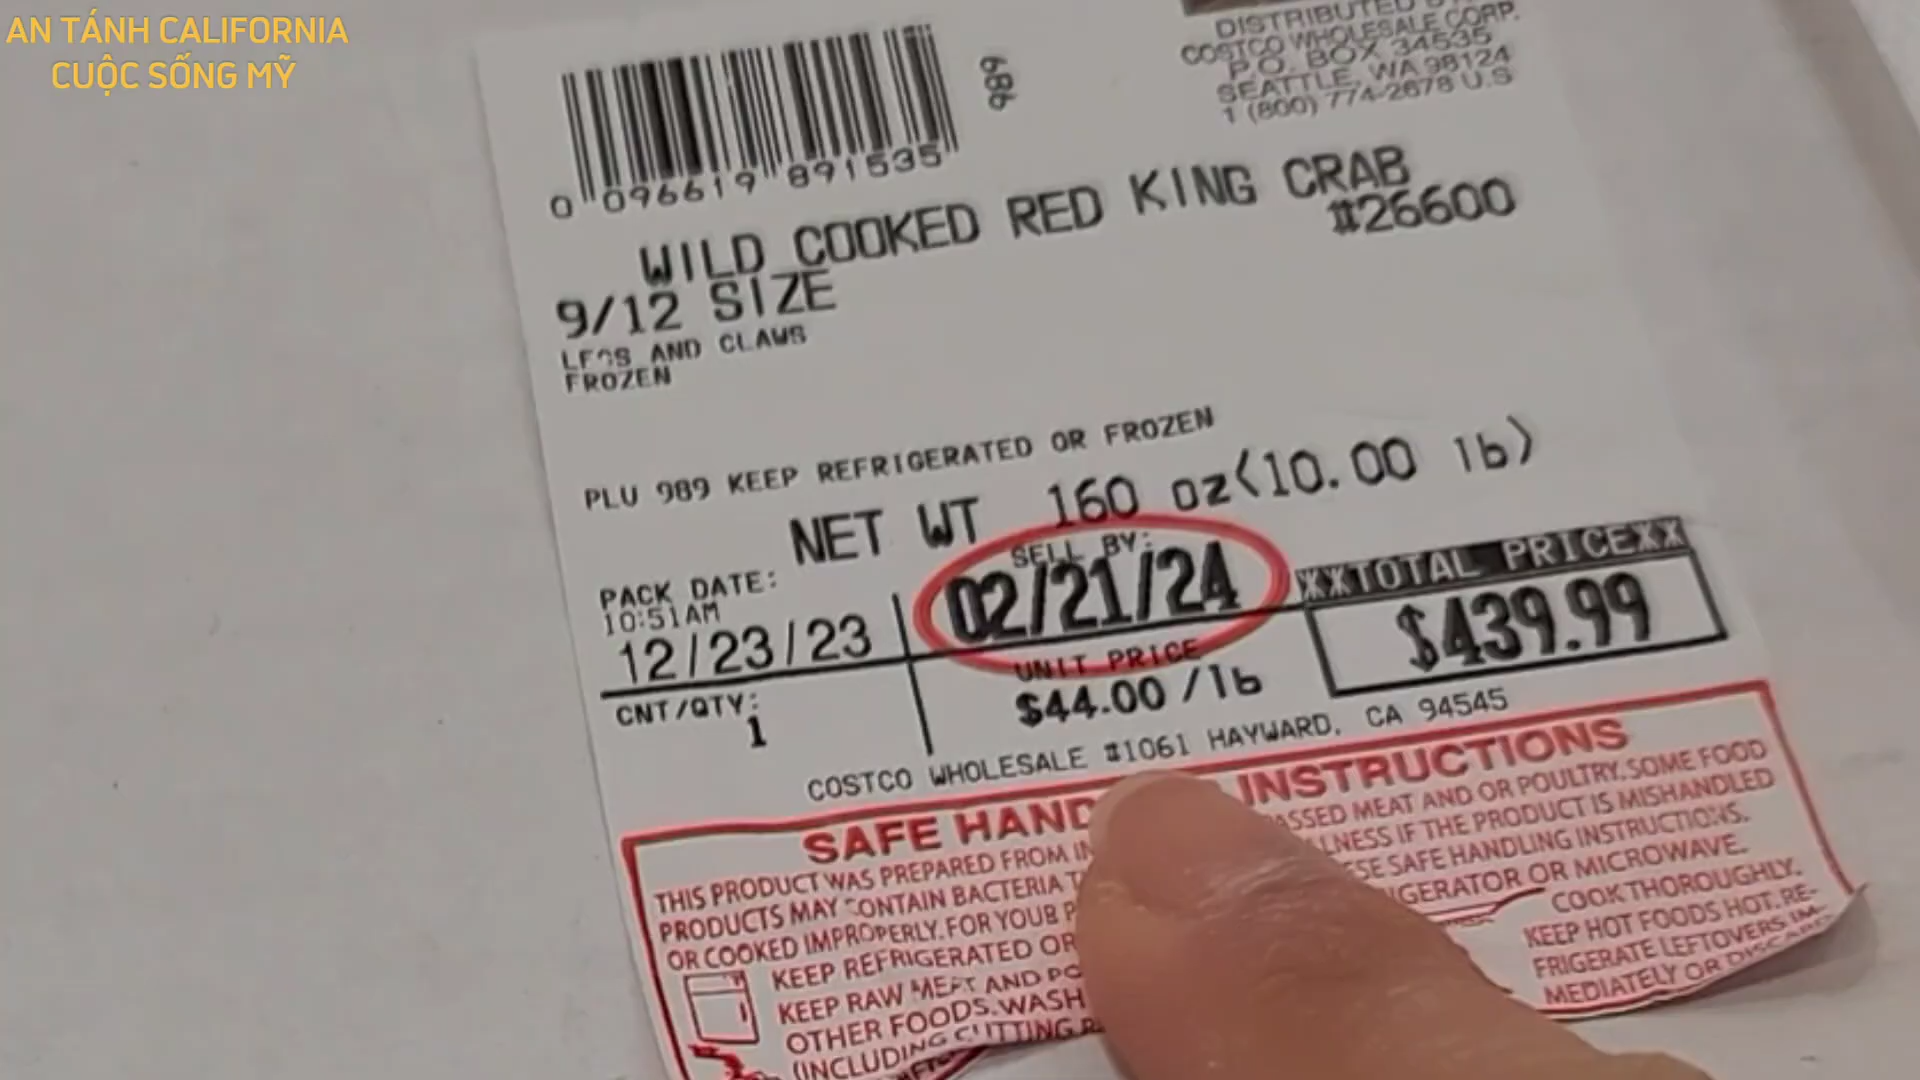 AN TÁNH CALIFORNIA
CUỘC SỐNG MỸ
DISTRIBUTED
COSTCO WHOLESALE CORP.
P.O. BOX 34535
SEATTLE, WA 98124
1 (800) 774-2678 U.S
989
0 096619 891535
WILD COOKED RED KING CRAB
#26600
9/12 SIZE
LEGS AND CLAWS
FROZEN
PLU 989 KEEP REFRIGERATED OR FROZEN
NET WT 160 oz(10.00 lb)
PACK DATE:
10:51AM
12/23/23
SELL BY:
02/21/24
XXTOTAL PRICEXX
$439.99
CNT/QTY:
1
UNIT PRICE
$44.00 /lb
COSTCO WHOLESALE #1061 HAYWARD, CA 94545
SAFE HAND INSTRUCTIONS
THIS PRODUCT WAS PREPARED FROM IN ASSED MEAT AND OR POULTRY. SOME FOOD
PRODUCTS MAY CONTAIN BACTERIA T LNESS IF THE PRODUCT IS MISHANDLED
OR COOKED IMPROPERLY. FOR YOUR P SE SAFE HANDLING INSTRUCTIONS.
KEEP REFRIGERATED OR IGERATOR OR MICROWAVE.
KEEP RAW MEAT AND PO
OTHER FOODS. WASH
(INCLUDING CUTTING
COOK THOROUGHLY.
KEEP HOT FOODS HOT. RE-
FRIGERATE LEFTOVERS IM-
MEDIATELY OR DISCARD